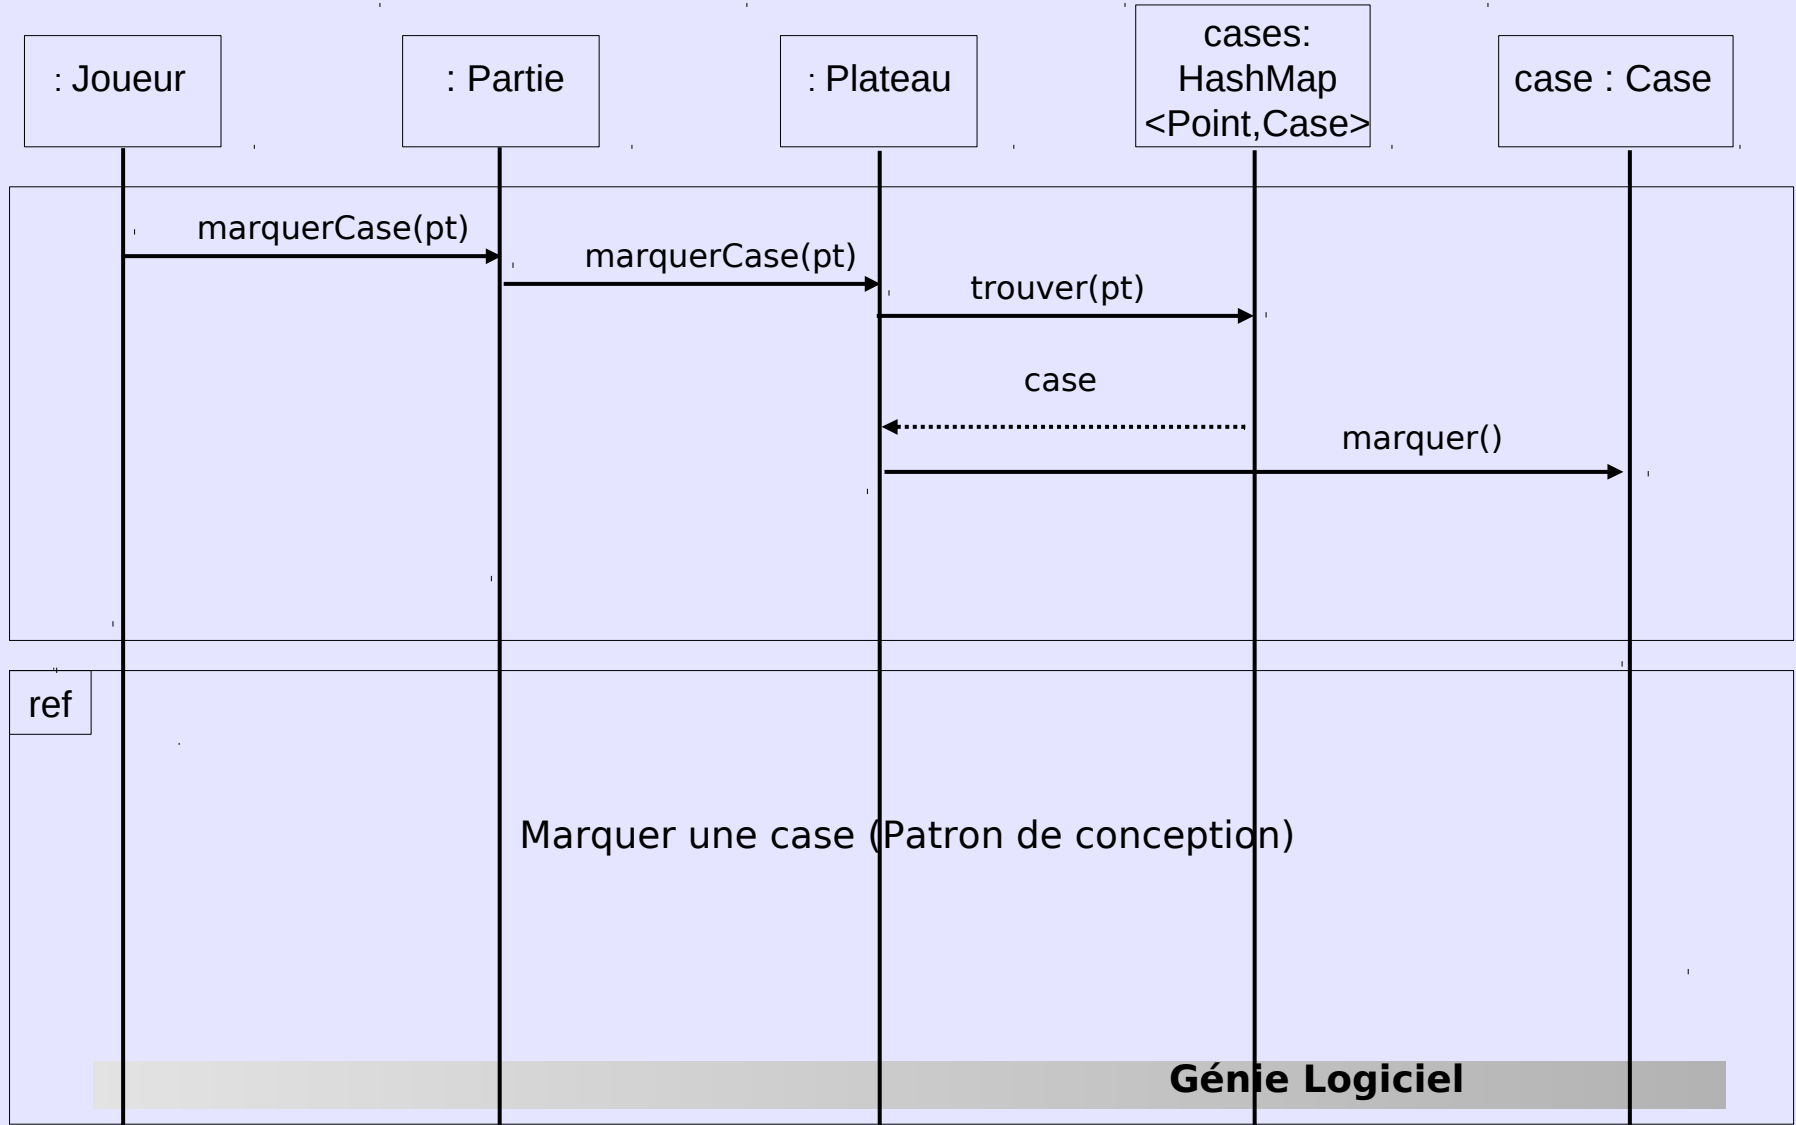 : Joueur
: Partie
: Plateau
cases:
HashMap
<Point,Case>
case : Case
marquerCase(pt)
marquerCase(pt)
trouver(pt)
case
marquer()
ref
Marquer une case (Patron de conception)
Génie Logiciel